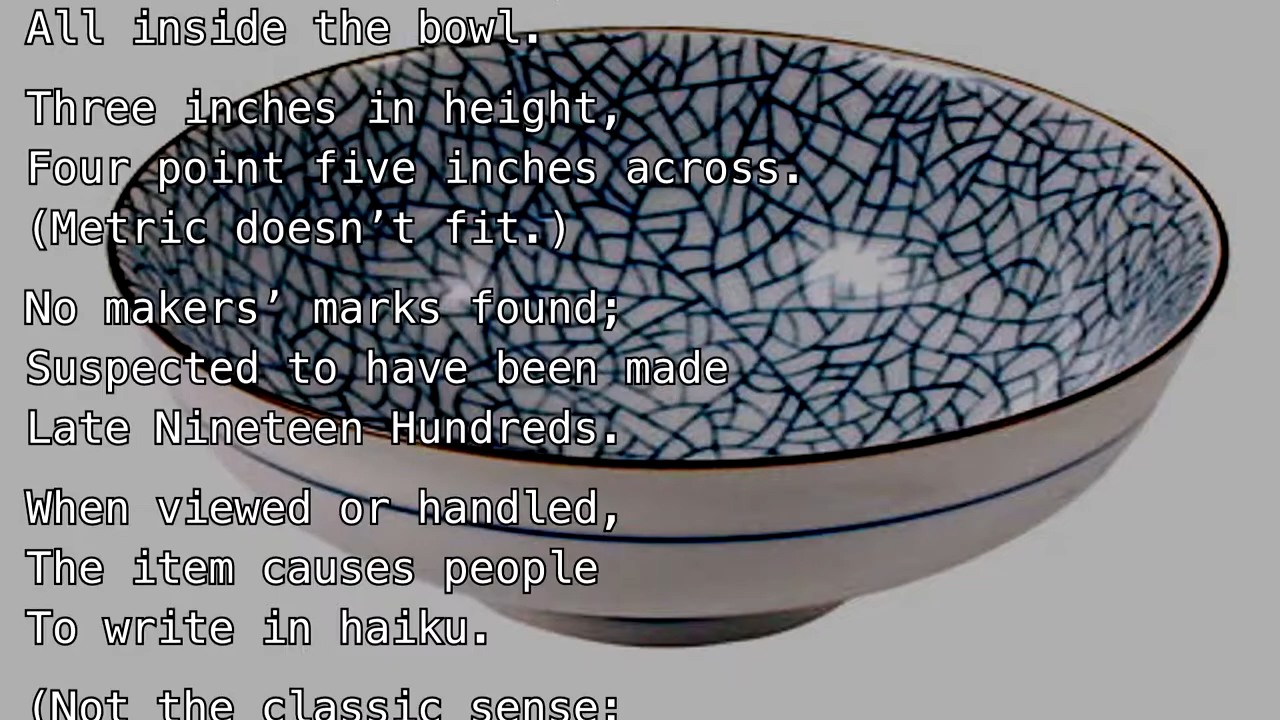 All inside the bowl.
Three inches in height,
Four point five inches across.
(Metric doesn’t fit.)
No makers’ marks found;
Suspected to have been made
Late Nineteen Hundreds.
When viewed or handled,
The item causes people
To write in haiku.
(Not the classic sense;